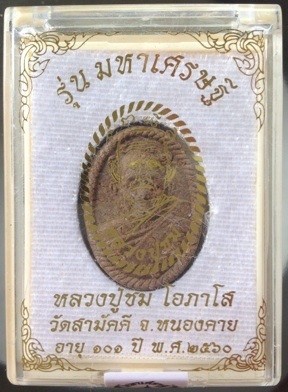 รุ่น มหาเศรษฐี
หลวงปู่ชม โอภาโส
วัดสามัคคี จ.หนองคาย
อายุ ๑๐๑ ปี พ.ศ.๒๕๖๐